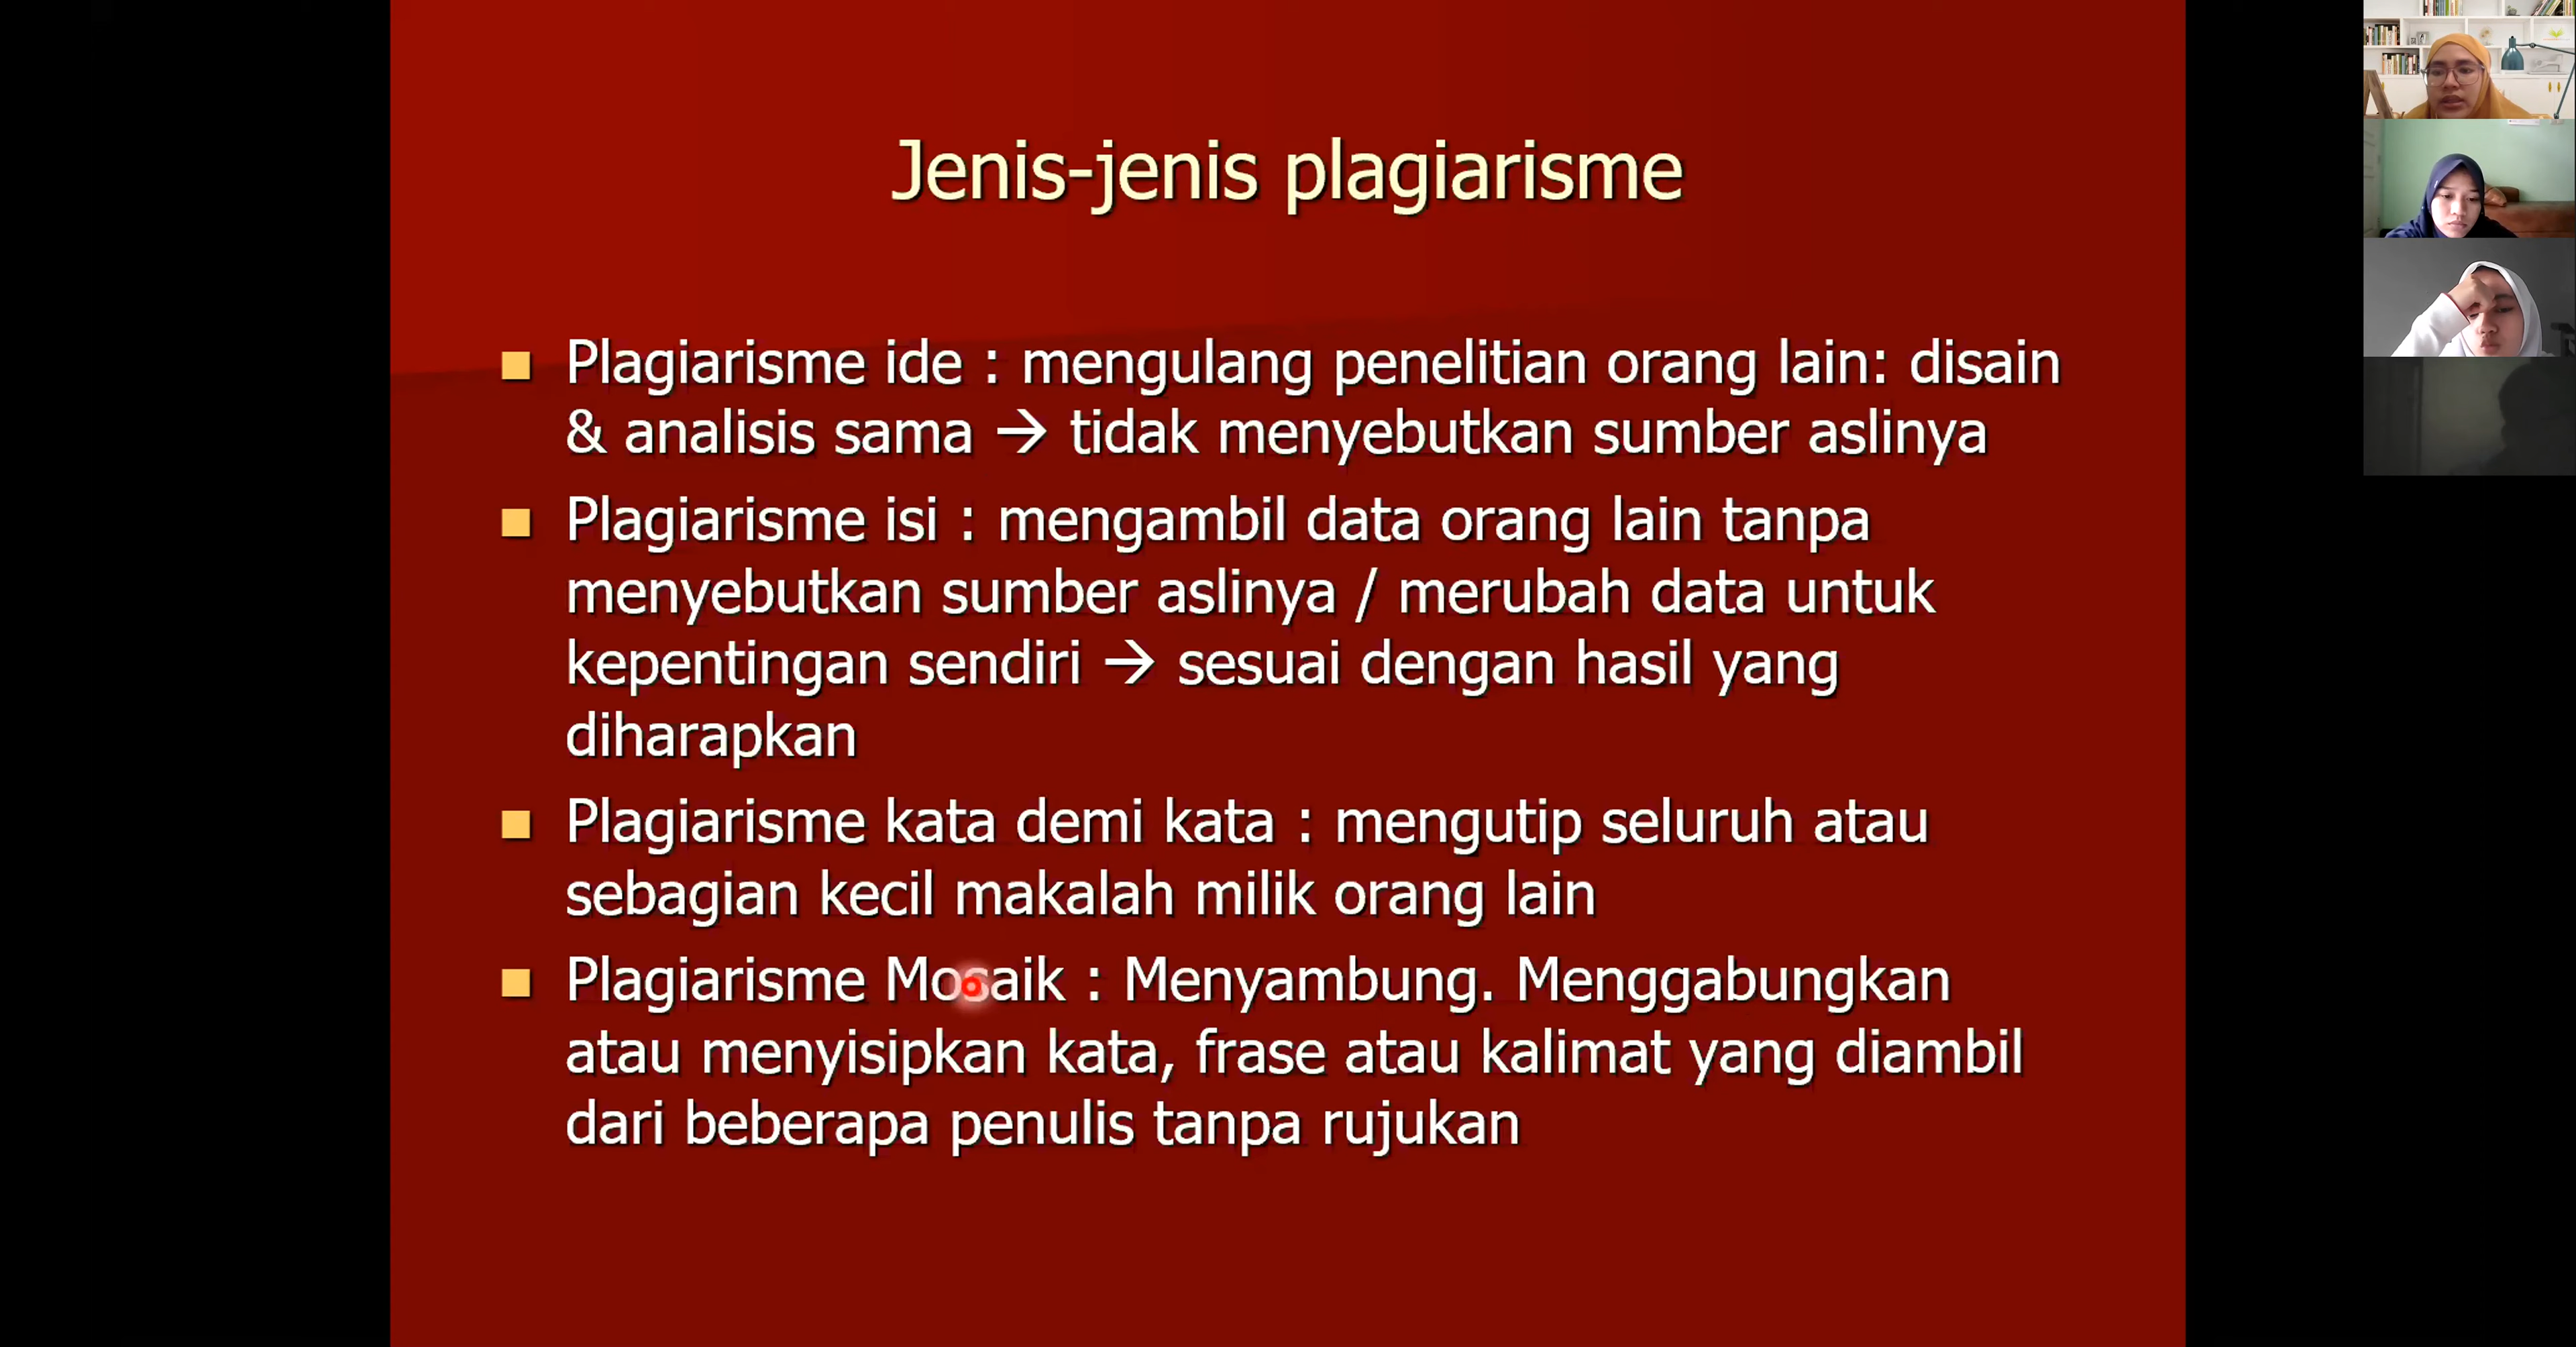 Jenis-jenis plagiarisme
Plagiarisme ide : mengulang penelitian orang lain: disain
& analisis sama → tidak menyebutkan sumber aslinya
Plagiarisme isi : mengambil data orang lain tanpa
menyebutkan sumber aslinya / merubah data untuk
kepentingan sendiri → sesuai dengan hasil yang
diharapkan
Plagiarisme kata demi kata : mengutip seluruh atau
sebagian kecil makalah milik orang lain
Plagiarisme Mosaik : Menyambung. Menggabungkan
atau menyisipkan kata, frase atau kalimat yang diambil
dari beberapa penulis tanpa rujukan